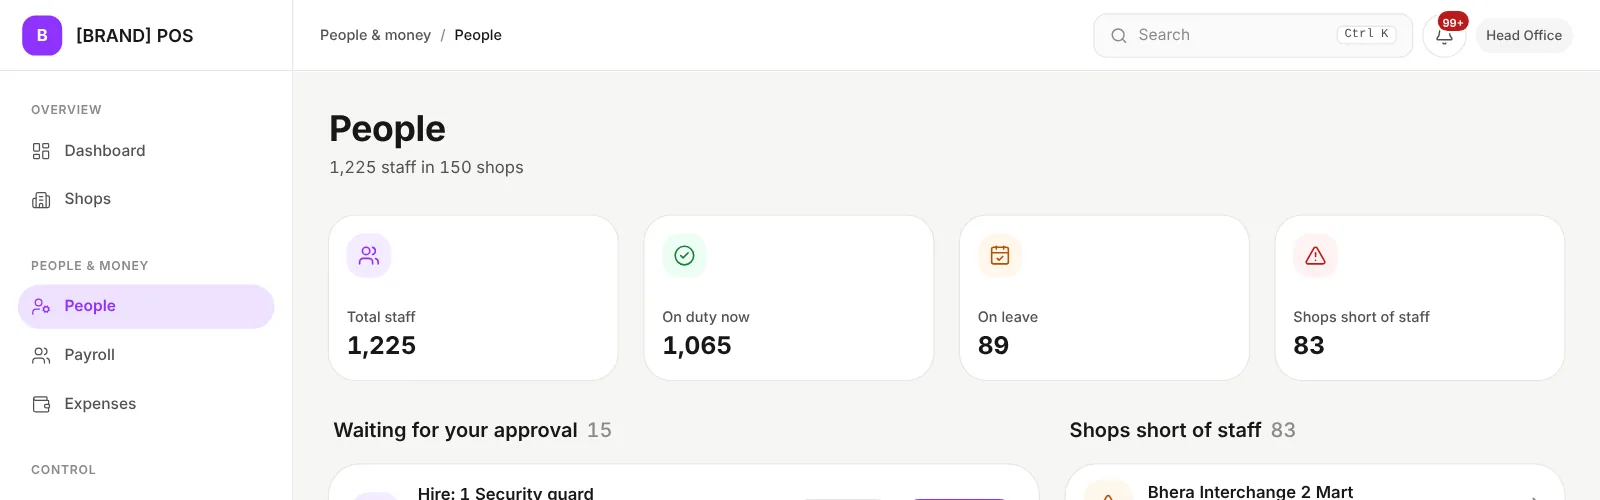 B [BRAND] POS
People & money / People
Search Ctrl K
99+
Head Office
OVERVIEW
Dashboard
Shops
PEOPLE & MONEY
People
Payroll
Expenses
CONTROL
People
1,225 staff in 150 shops
Total staff
1,225
On duty now
1,065
On leave
89
Shops short of staff
83
Waiting for your approval 15
Hire: 1 Security guard
Shops short of staff 83
Bhera Interchange 2 Mart